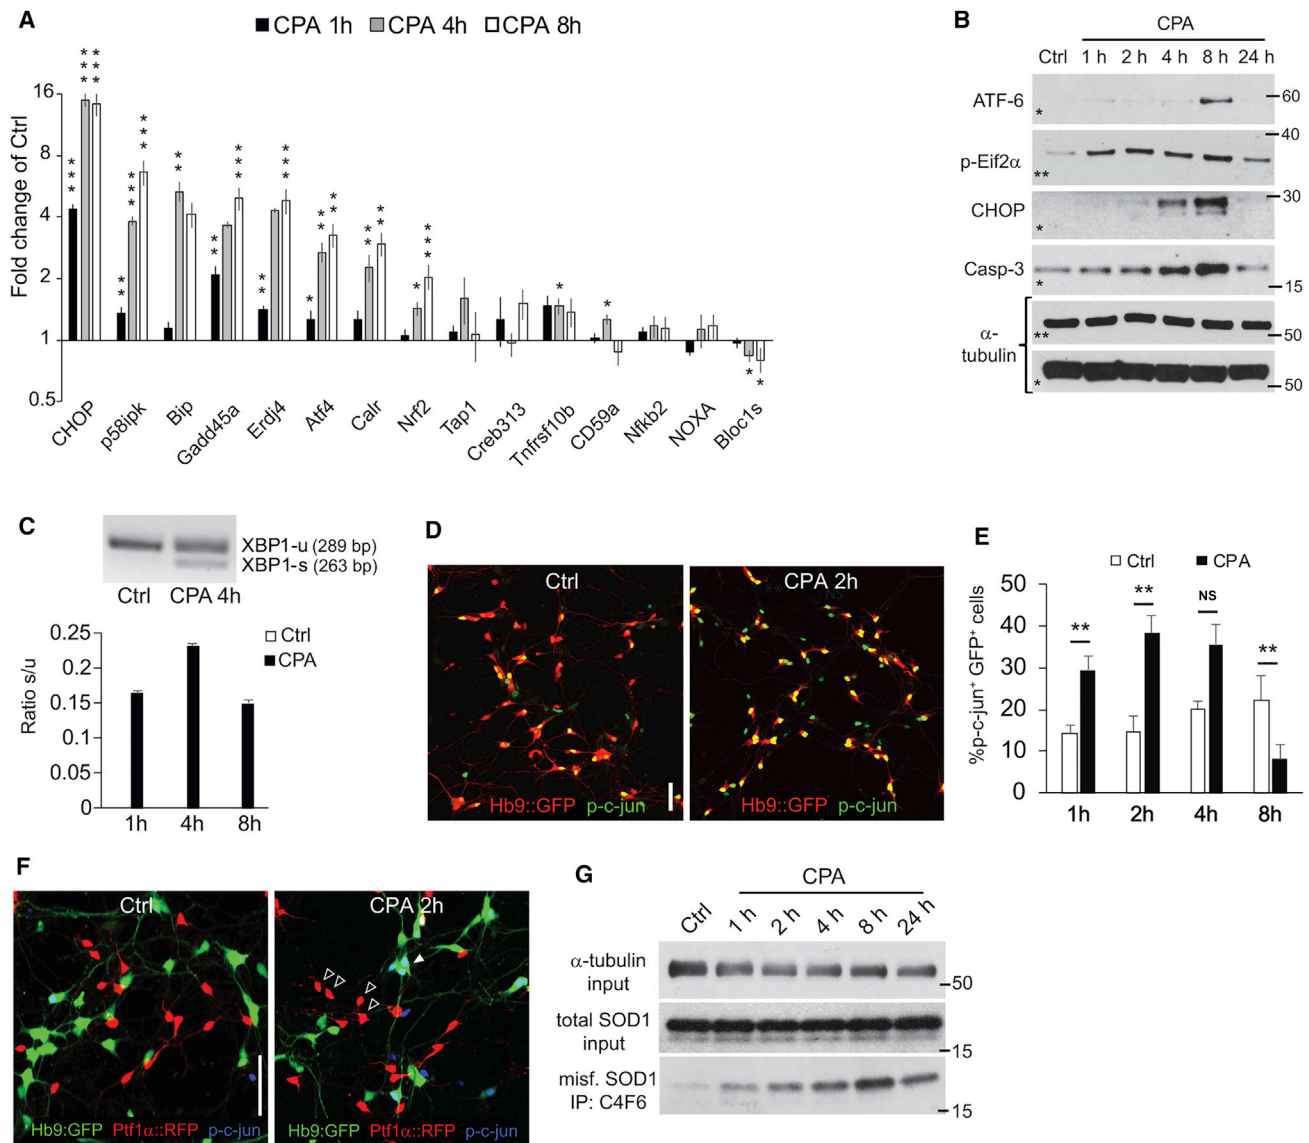 A
CPA 1h CPA 4h CPA 8h
Fold change of Ctrl
16
8
4
2
1
0.5
*** *** ***
** *** ***
**
** ***
** ***
* ** **
** **
* ***
*
*
* *
CHOP p58ipk Bip Gadd45a Erdj4 Atf4 Calr Nrf2 Tap1 Creb313 Tnfrsf10b CD59a Nfkb2 NOXA Bloc1s
B
CPA
Ctrl 1 h 2 h 4 h 8 h 24 h
ATF-6 * 60
40
p-Eif2α **
CHOP * 30
Casp-3 * 15
α-tubulin
** 50
* 50
C
XBP1-u (289 bp)
XBP1-s (263 bp)
Ctrl CPA 4h
Ratio s/u
0.25
0.2
0.15
0.1
0.05
0
Ctrl
CPA
1h 4h 8h
D
Ctrl
Hb9::GFP p-c-jun
CPA 2h
Hb9::GFP p-c-jun
E
Ctrl CPA
%p-c-jun+ GFP+ cells
50
40
30
20
10
0
** ** NS **
1h 2h 4h 8h
F
Ctrl
Hb9:GFP Ptf1α::RFP p-c-jun
CPA 2h
Hb9:GFP Ptf1α::RFP p-c-jun
G
CPA
Ctrl 1 h 2 h 4 h 8 h 24 h
α-tubulin
input
50
total SOD1
input
15
misf. SOD1
IP: C4F6
15